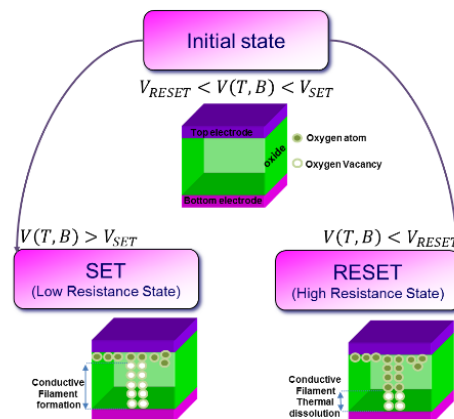 Initial state
V_RESET < V(T, B) < V_SET
Top electrode
Oxygen atom
oxide
Oxygen Vacancy
Bottom electrode
V(T, B) > V_SET
V(T, B) < V_RESET
SET
(Low Resistance State)
RESET
(High Resistance State)
Conductive
Filament
formation
Conductive
Filament
Thermal
dissolution